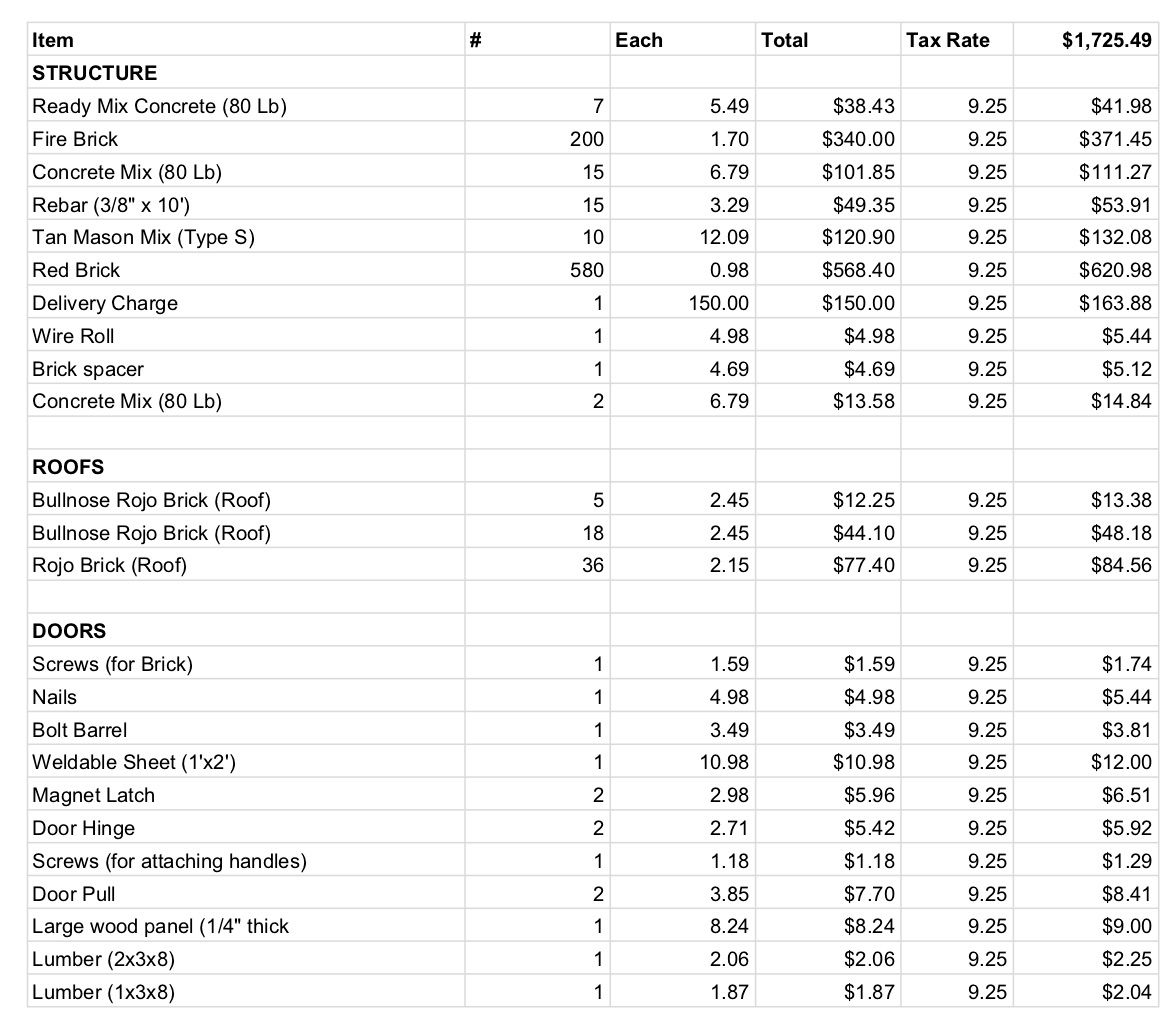 Item # Each Total Tax Rate $1,725.49
STRUCTURE
Ready Mix Concrete (80 Lb) 7 5.49 $38.43 9.25 $41.98
Fire Brick 200 1.70 $340.00 9.25 $371.45
Concrete Mix (80 Lb) 15 6.79 $101.85 9.25 $111.27
Rebar (3/8" x 10') 15 3.29 $49.35 9.25 $53.91
Tan Mason Mix (Type S) 10 12.09 $120.90 9.25 $132.08
Red Brick 580 0.98 $568.40 9.25 $620.98
Delivery Charge 1 150.00 $150.00 9.25 $163.88
Wire Roll 1 4.98 $4.98 9.25 $5.44
Brick spacer 1 4.69 $4.69 9.25 $5.12
Concrete Mix (80 Lb) 2 6.79 $13.58 9.25 $14.84
ROOFS
Bullnose Rojo Brick (Roof) 5 2.45 $12.25 9.25 $13.38
Bullnose Rojo Brick (Roof) 18 2.45 $44.10 9.25 $48.18
Rojo Brick (Roof) 36 2.15 $77.40 9.25 $84.56
DOORS
Screws (for Brick) 1 1.59 $1.59 9.25 $1.74
Nails 1 4.98 $4.98 9.25 $5.44
Bolt Barrel 1 3.49 $3.49 9.25 $3.81
Weldable Sheet (1'x2') 1 10.98 $10.98 9.25 $12.00
Magnet Latch 2 2.98 $5.96 9.25 $6.51
Door Hinge 2 2.71 $5.42 9.25 $5.92
Screws (for attaching handles) 1 1.18 $1.18 9.25 $1.29
Door Pull 2 3.85 $7.70 9.25 $8.41
Large wood panel (1/4" thick 1 8.24 $8.24 9.25 $9.00
Lumber (2x3x8) 1 2.06 $2.06 9.25 $2.25
Lumber (1x3x8) 1 1.87 $1.87 9.25 $2.04